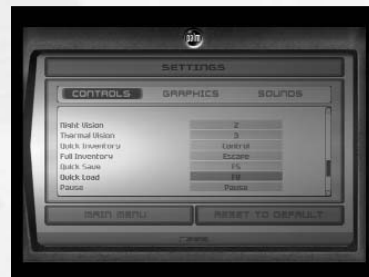 palm
SETTINGS
CONTROLS GRAPHICS SOUNDS
Night Vision 2
Thermal Vision 3
Quick Inventory Control
Full Inventory Escape
Quick Save F5
Quick Load F8
Pause Pause
MAIN MENU RESET TO DEFAULT